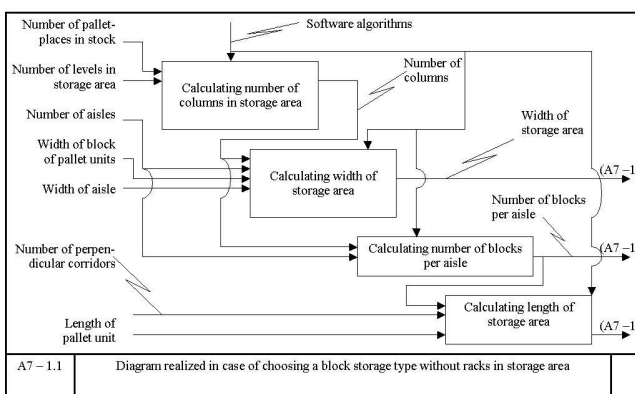 Number of pallet-
places in stock
Software algorithms
Number of levels in
storage area
Calculating number of
columns in storage area
Number of
columns
Number of aisles
Width of
storage area
Width of block
of pallet units
Calculating width of
storage area
(A7 –1
Width of aisle
Number of blocks
per aisle
Number of perpen-
dicular corridors
Calculating number of blocks
per aisle
(A7 –1
Calculating length of
storage area
Length of
pallet unit
(A7 –1
A7 – 1.1
Diagram realized in case of choosing a block storage type without racks in storage area